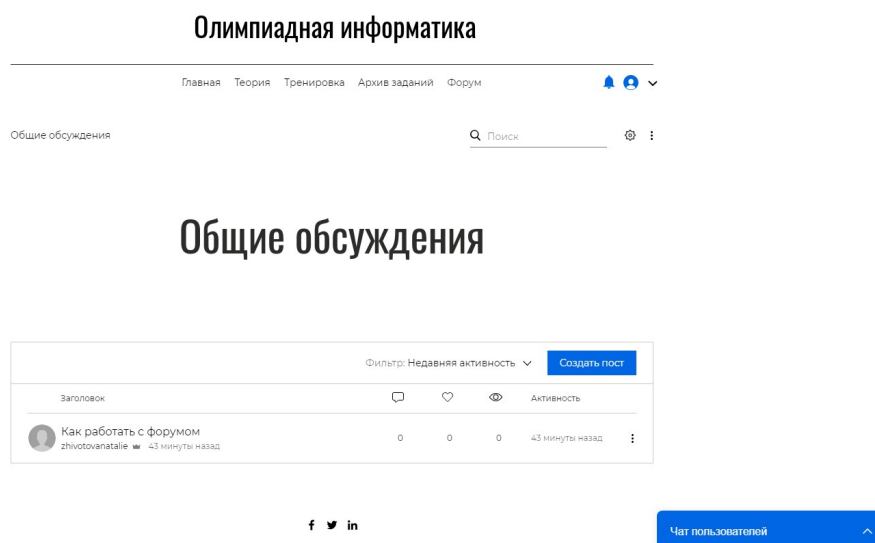 Олимпиадная информатика
Главная Теория Тренировка Архив заданий Форум
Общие обсуждения Поиск
Общие обсуждения
Фильтр: Недавняя активность Создать пост
Заголовок Активность
Как работать с форумом
zhivotovanatalie 43 минуты назад 0 0 0 43 минуты назад
Чат пользователей